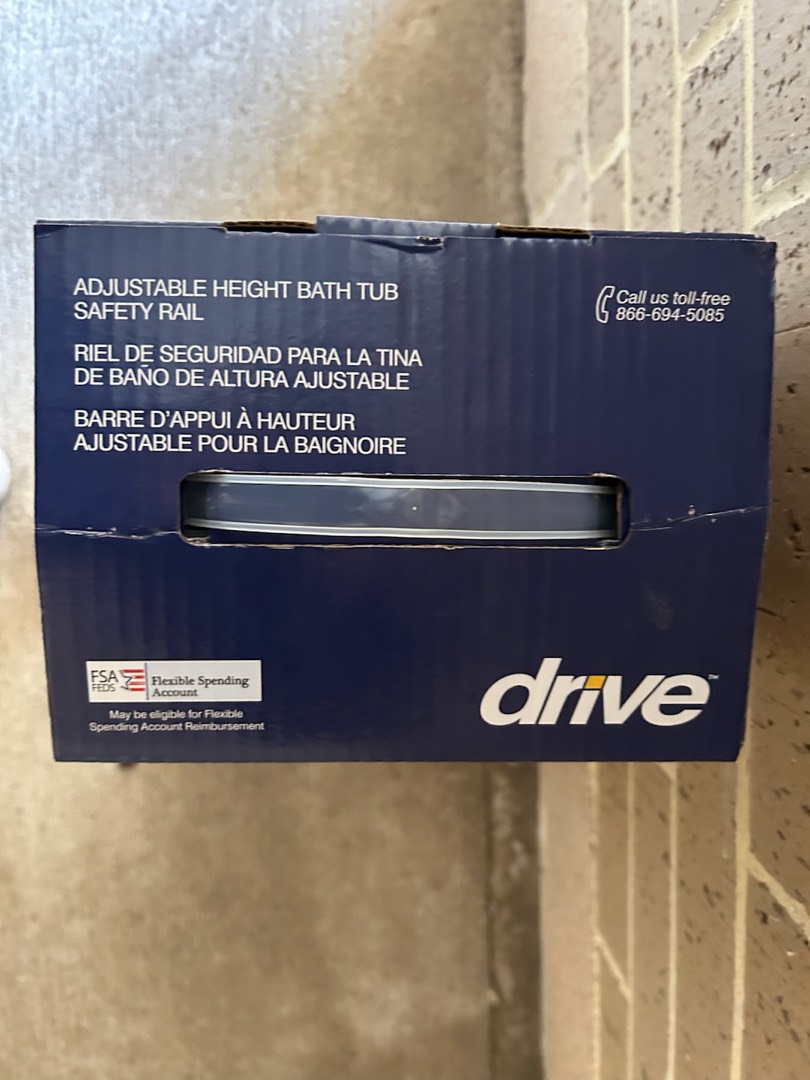 ADJUSTABLE HEIGHT BATH TUB
SAFETY RAIL
Call us toll-free
866-694-5085
RIEL DE SEGURIDAD PARA LA TINA
DE BAÑO DE ALTURA AJUSTABLE
BARRE D'APPUI À HAUTEUR
AJUSTABLE POUR LA BAIGNOIRE
FSA
FEDS
Flexible Spending
Account
May be eligible for Flexible
Spending Account Reimbursement
drive™